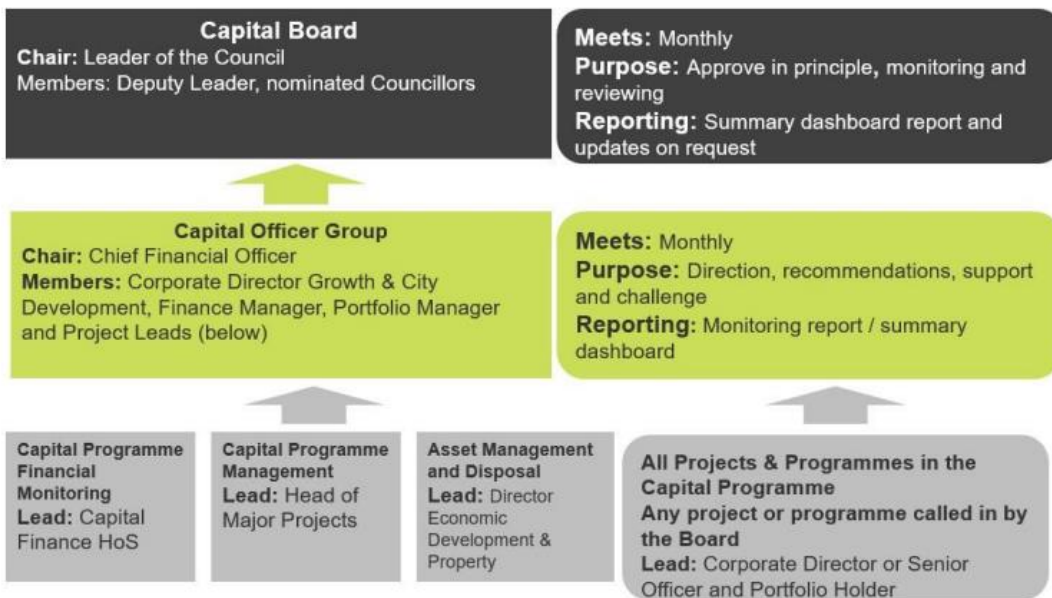 Capital Board
Chair: Leader of the Council
Members: Deputy Leader, nominated Councillors
Meets: Monthly
Purpose: Approve in principle, monitoring and
reviewing
Reporting: Summary dashboard report and
updates on request
Capital Officer Group
Chair: Chief Financial Officer
Members: Corporate Director Growth & City
Development, Finance Manager, Portfolio Manager
and Project Leads (below)
Meets: Monthly
Purpose: Direction, recommendations, support
and challenge
Reporting: Monitoring report / summary
dashboard
Capital Programme
Financial
Monitoring
Lead: Capital
Finance HoS
Capital Programme
Management
Lead: Head of
Major Projects
Asset Management
and Disposal
Lead: Director
Economic
Development &
Property
All Projects & Programmes in the
Capital Programme
Any project or programme called in by
the Board
Lead: Corporate Director or Senior
Officer and Portfolio Holder